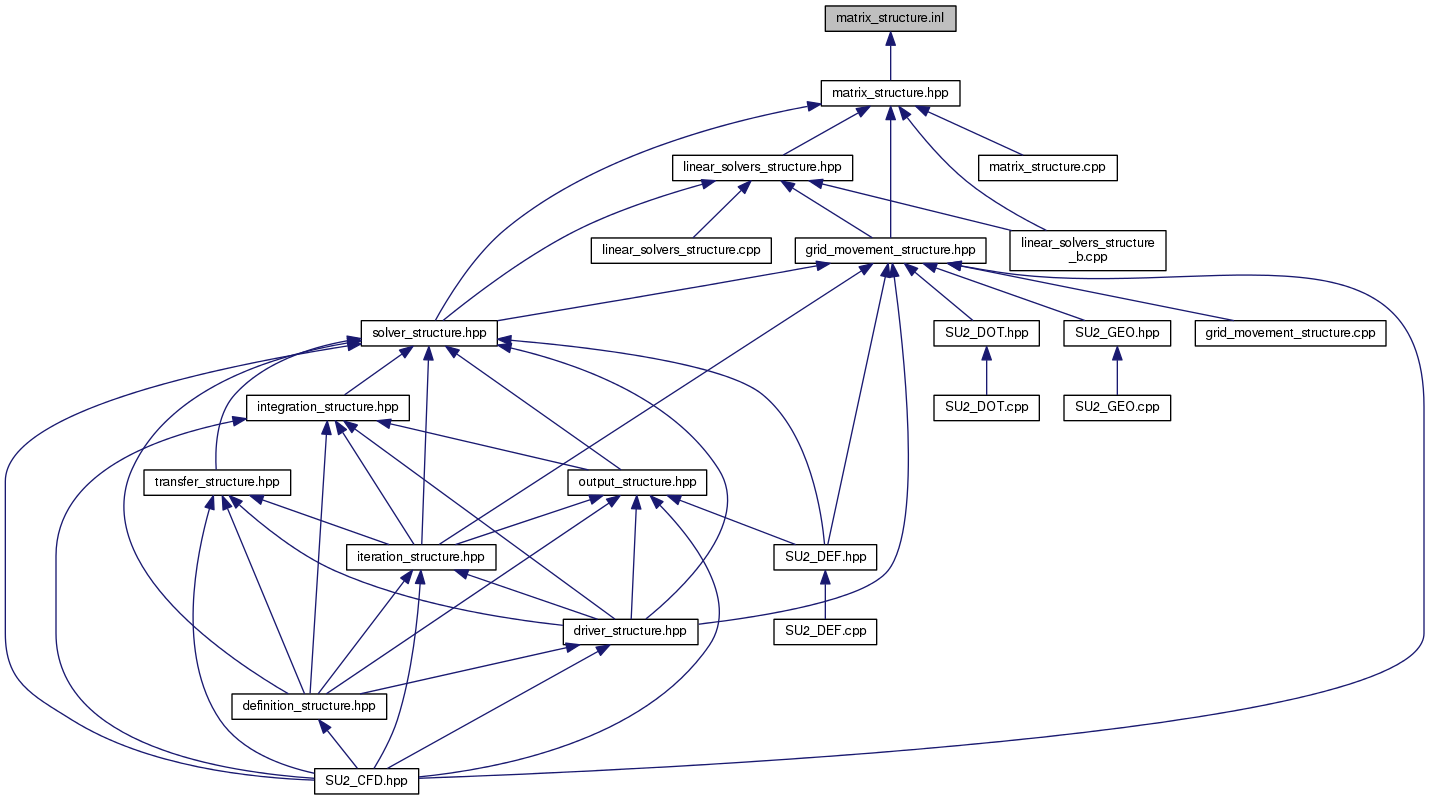 matrix_structure.inl
matrix_structure.hpp
linear_solvers_structure.hpp
matrix_structure.cpp
linear_solvers_structure.cpp
grid_movement_structure.hpp
linear_solvers_structure
_b.cpp
solver_structure.hpp
SU2_DOT.hpp
SU2_GEO.hpp
grid_movement_structure.cpp
integration_structure.hpp
SU2_DOT.cpp
SU2_GEO.cpp
transfer_structure.hpp
output_structure.hpp
iteration_structure.hpp
SU2_DEF.hpp
driver_structure.hpp
SU2_DEF.cpp
definition_structure.hpp
SU2_CFD.hpp